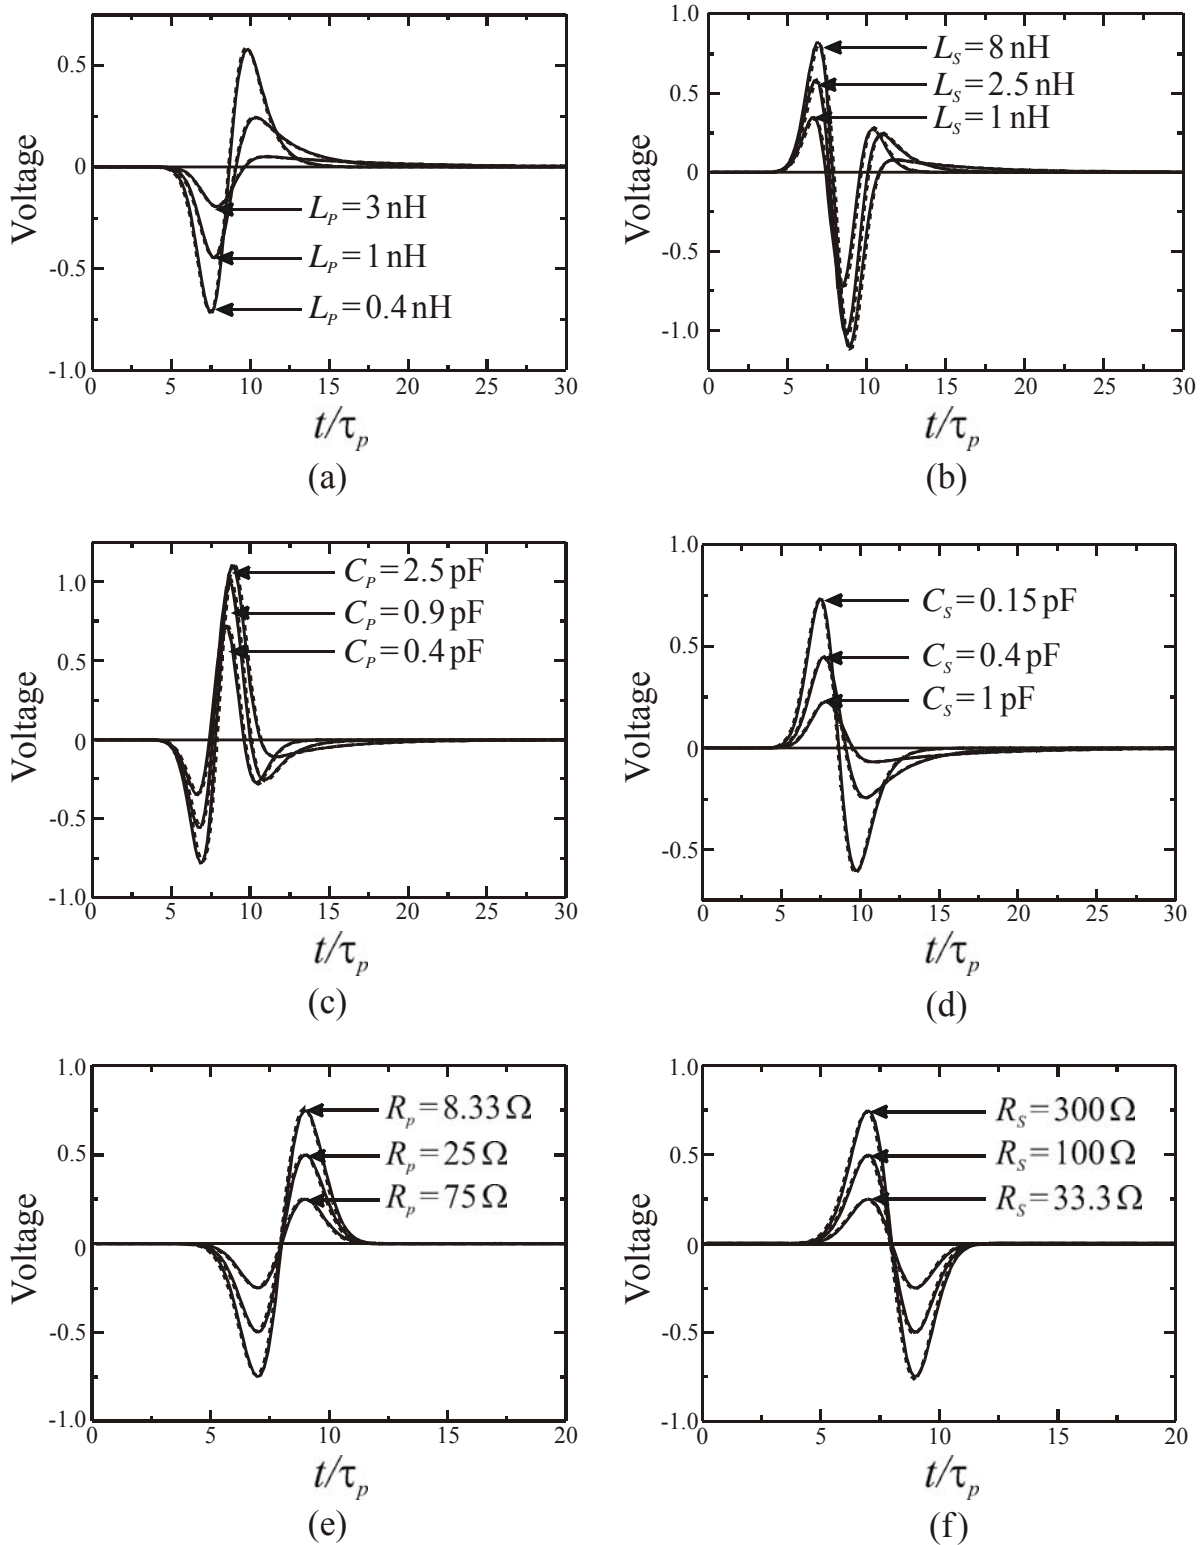 Voltage
0.5
0
-0.5
-1.0
L_P = 3 nH
L_P = 1 nH
L_P = 0.4 nH
0 5 10 15 20 25 30
t/τ_p
(a)
Voltage
1.0
0.5
0
-0.5
-1.0
L_S = 8 nH
L_S = 2.5 nH
L_S = 1 nH
0 5 10 15 20 25 30
t/τ_p
(b)
Voltage
1.0
0.5
0
-0.5
-1.0
C_P = 2.5 pF
C_P = 0.9 pF
C_P = 0.4 pF
0 5 10 15 20 25 30
t/τ_p
(c)
Voltage
1.0
0.5
0
-0.5
C_S = 0.15 pF
C_S = 0.4 pF
C_S = 1 pF
0 5 10 15 20 25 30
t/τ_p
(d)
Voltage
1.0
0.5
0
-0.5
-1.0
R_p = 8.33 Ω
R_p = 25 Ω
R_p = 75 Ω
0 5 10 15 20
t/τ_p
(e)
Voltage
1.0
0.5
0
-0.5
-1.0
R_S = 300 Ω
R_S = 100 Ω
R_S = 33.3 Ω
0 5 10 15 20
t/τ_p
(f)